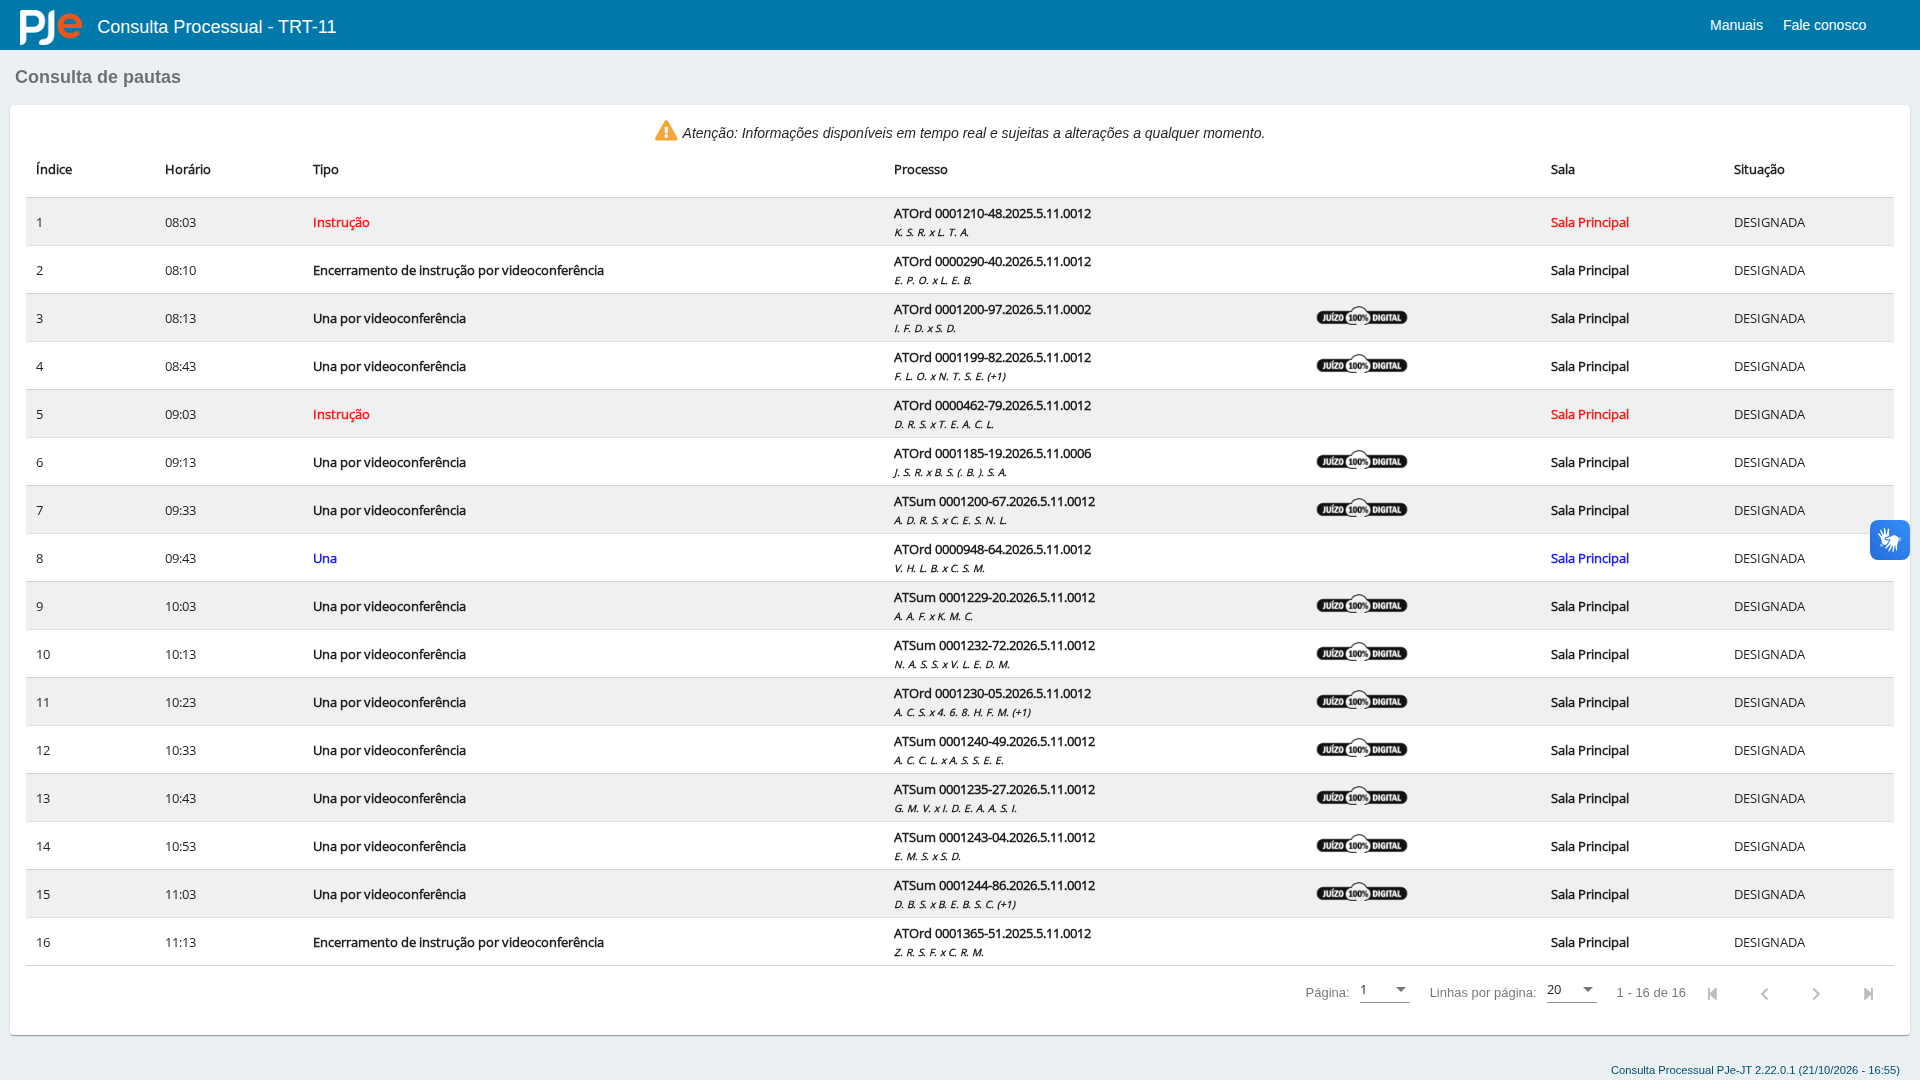 PJe Consulta Processual - TRT-11 Manuais Fale conosco
Consulta de pautas
Atenção: Informações disponíveis em tempo real e sujeitas a alterações a qualquer momento.
Índice Horário Tipo Processo Sala Situação
1 08:03 Instrução ATOrd 0001210-48.2025.5.11.0012 Sala Principal DESIGNADA
K. S. R. x L. T. A.
2 08:10 Encerramento de instrução por videoconferência ATOrd 0000290-40.2026.5.11.0012 Sala Principal DESIGNADA
E. P. O. x L. E. B.
3 08:13 Una por videoconferência ATOrd 0001200-97.2026.5.11.0002 JUÍZO 100% DIGITAL Sala Principal DESIGNADA
I. F. D. x S. D.
4 08:43 Una por videoconferência ATOrd 0001199-82.2026.5.11.0012 JUÍZO 100% DIGITAL Sala Principal DESIGNADA
F. L. O. x N. T. S. E. (+1)
5 09:03 Instrução ATOrd 0000462-79.2026.5.11.0012 Sala Principal DESIGNADA
D. R. S. x T. E. A. C. L.
6 09:13 Una por videoconferência ATOrd 0001185-19.2026.5.11.0006 JUÍZO 100% DIGITAL Sala Principal DESIGNADA
J. S. R. x B. S. (. B. ). S. A.
7 09:33 Una por videoconferência ATSum 0001200-67.2026.5.11.0012 JUÍZO 100% DIGITAL Sala Principal DESIGNADA
A. D. R. S. x C. E. S. N. L.
8 09:43 Una ATOrd 0000948-64.2026.5.11.0012 Sala Principal DESIGNADA
V. H. L. B. x C. S. M.
9 10:03 Una por videoconferência ATSum 0001229-20.2026.5.11.0012 JUÍZO 100% DIGITAL Sala Principal DESIGNADA
A. A. F. x K. M. C.
10 10:13 Una por videoconferência ATSum 0001232-72.2026.5.11.0012 JUÍZO 100% DIGITAL Sala Principal DESIGNADA
N. A. S. S. x V. L. E. D. M.
11 10:23 Una por videoconferência ATOrd 0001230-05.2026.5.11.0012 JUÍZO 100% DIGITAL Sala Principal DESIGNADA
A. C. S. x 4. 6. 8. H. F. M. (+1)
12 10:33 Una por videoconferência ATSum 0001240-49.2026.5.11.0012 JUÍZO 100% DIGITAL Sala Principal DESIGNADA
A. C. C. L. x A. S. S. E. E.
13 10:43 Una por videoconferência ATSum 0001235-27.2026.5.11.0012 JUÍZO 100% DIGITAL Sala Principal DESIGNADA
G. M. V. x I. D. E. A. A. S. I.
14 10:53 Una por videoconferência ATSum 0001243-04.2026.5.11.0012 JUÍZO 100% DIGITAL Sala Principal DESIGNADA
E. M. S. x S. D.
15 11:03 Una por videoconferência ATSum 0001244-86.2026.5.11.0012 JUÍZO 100% DIGITAL Sala Principal DESIGNADA
D. B. S. x B. E. B. S. C. (+1)
16 11:13 Encerramento de instrução por videoconferência ATOrd 0001365-51.2025.5.11.0012 Sala Principal DESIGNADA
Z. R. S. F. x C. R. M.
Página: 1 Linhas por página: 20 1 - 16 de 16
Consulta Processual PJe-JT 2.22.0.1 (21/10/2026 - 16:55)